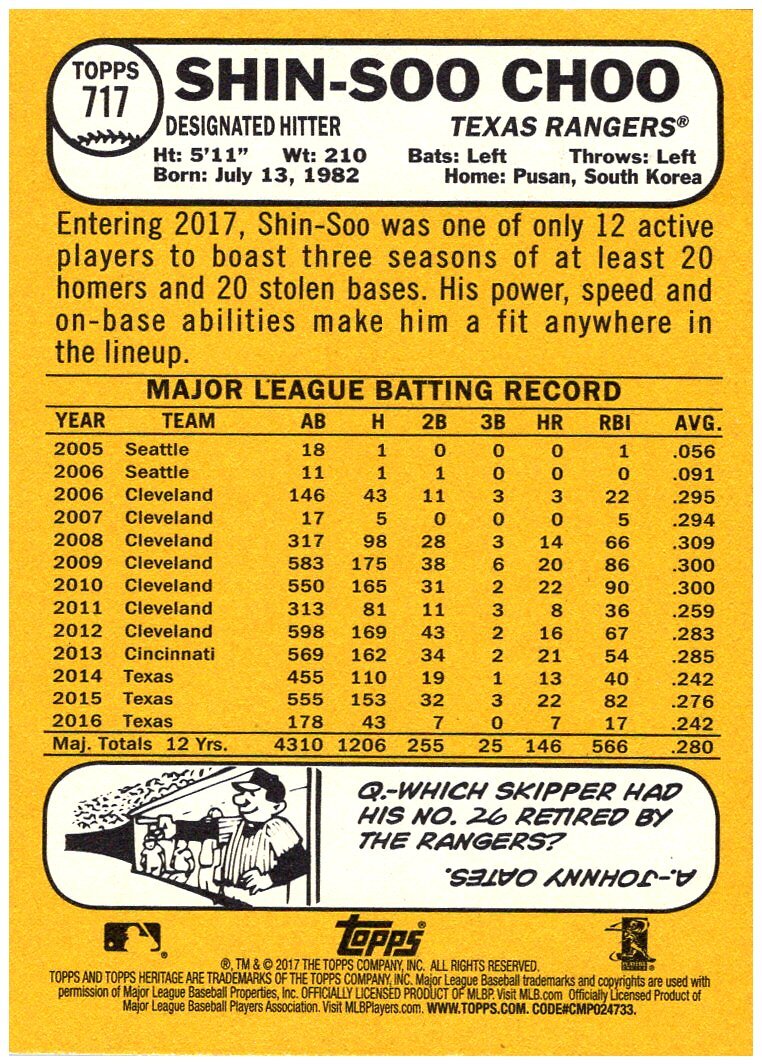 TOPPS
717
SHIN-SOO CHOO
DESIGNATED HITTER TEXAS RANGERS®
Ht: 5'11" Wt: 210 Bats: Left Throws: Left
Born: July 13, 1982 Home: Pusan, South Korea
Entering 2017, Shin-Soo was one of only 12 active
players to boast three seasons of at least 20
homers and 20 stolen bases. His power, speed and
on-base abilities make him a fit anywhere in
the lineup.
MAJOR LEAGUE BATTING RECORD
YEAR TEAM AB H 2B 3B HR RBI AVG.
2005 Seattle 18 1 0 0 0 1 .056
2006 Seattle 11 1 1 0 0 0 .091
2006 Cleveland 146 43 11 3 3 22 .295
2007 Cleveland 17 5 0 0 0 5 .294
2008 Cleveland 317 98 28 3 14 66 .309
2009 Cleveland 583 175 38 6 20 86 .300
2010 Cleveland 550 165 31 2 22 90 .300
2011 Cleveland 313 81 11 3 8 36 .259
2012 Cleveland 598 169 43 2 16 67 .283
2013 Cincinnati 569 162 34 2 21 54 .285
2014 Texas 455 110 19 1 13 40 .242
2015 Texas 555 153 32 3 22 82 .276
2016 Texas 178 43 7 0 7 17 .242
Maj. Totals 12 Yrs. 4310 1206 255 25 146 566 .280
Q.-WHICH SKIPPER HAD
HIS NO. 26 RETIRED BY
THE RANGERS?
A.-JOHNNY OATES.
TOPPS®
®, TM & © 2017 THE TOPPS COMPANY, INC. ALL RIGHTS RESERVED.
TOPPS AND TOPPS HERITAGE ARE TRADEMARKS OF THE TOPPS COMPANY, INC. Major League Baseball trademarks and copyrights are used with
permission of Major League Baseball Properties, Inc. OFFICIALLY LICENSED PRODUCT OF MLBP. Visit MLB.com Officially Licensed Product of
Major League Baseball Players Association. Visit MLBPlayers.com. WWW.TOPPS.COM. CODE#CMP024733.